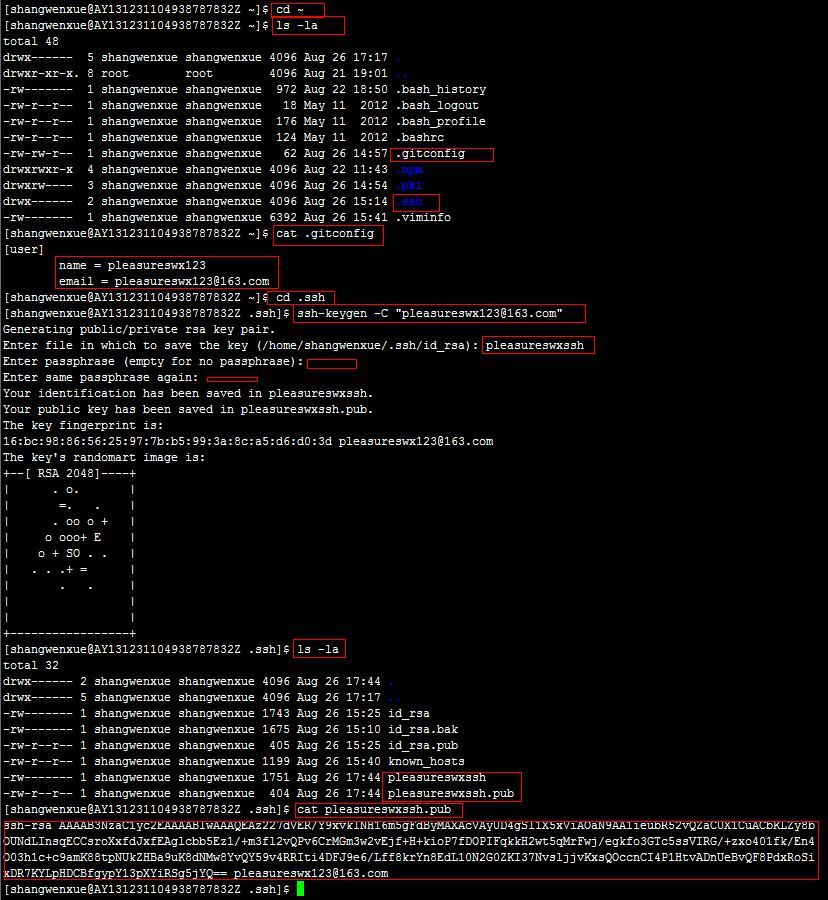 [shangwenxue@AY131231104938787832Z ~]$ cd ~
[shangwenxue@AY131231104938787832Z ~]$ ls -la
total 48
drwx------  5 shangwenxue shangwenxue 4096 Aug 26 17:17 .
drwxr-xr-x. 8 root        root        4096 Aug 21 19:01 ..
-rw-------  1 shangwenxue shangwenxue  972 Aug 22 18:50 .bash_history
-rw-r--r--  1 shangwenxue shangwenxue   18 May 11  2012 .bash_logout
-rw-r--r--  1 shangwenxue shangwenxue  176 May 11  2012 .bash_profile
-rw-r--r--  1 shangwenxue shangwenxue  124 May 11  2012 .bashrc
-rw-rw-r--  1 shangwenxue shangwenxue   62 Aug 26 14:57 .gitconfig
drwxrwxr-x  4 shangwenxue shangwenxue 4096 Aug 22 11:43 .npm
drwxrw----  3 shangwenxue shangwenxue 4096 Aug 26 14:54 .pki
drwx------  2 shangwenxue shangwenxue 4096 Aug 26 15:14 .ssh
-rw-------  1 shangwenxue shangwenxue 6392 Aug 26 15:41 .viminfo
[shangwenxue@AY131231104938787832Z ~]$ cat .gitconfig
[user]
name = pleasureswx123
email = pleasureswx123@163.com
[shangwenxue@AY131231104938787832Z ~]$ cd .ssh
[shangwenxue@AY131231104938787832Z .ssh]$ ssh-keygen -C "pleasureswx123@163.com"
Generating public/private rsa key pair.
Enter file in which to save the key (/home/shangwenxue/.ssh/id_rsa): pleasureswxssh
Enter passphrase (empty for no passphrase):
Enter same passphrase again:
Your identification has been saved in pleasureswxssh.
Your public key has been saved in pleasureswxssh.pub.
The key fingerprint is:
16:bc:98:86:56:25:97:7b:b5:99:3a:8c:a5:d6:d0:3d pleasureswx123@163.com
The key's randomart image is:
+--[ RSA 2048]----+
|      . o.       |
|       =.   .    |
|      . oo o +   |
|     o ooo+ E    |
|    o + SO . .   |
|   . . .+ =      |
|       .   .     |
|                 |
|                 |
+-----------------+
[shangwenxue@AY131231104938787832Z .ssh]$ ls -la
total 32
drwx------ 2 shangwenxue shangwenxue 4096 Aug 26 17:44 .
drwx------ 5 shangwenxue shangwenxue 4096 Aug 26 17:17 ..
-rw------- 1 shangwenxue shangwenxue 1743 Aug 26 15:25 id_rsa
-rw------- 1 shangwenxue shangwenxue 1675 Aug 26 15:10 id_rsa.bak
-rw-r--r-- 1 shangwenxue shangwenxue  405 Aug 26 15:25 id_rsa.pub
-rw-r--r-- 1 shangwenxue shangwenxue 1199 Aug 26 15:40 known_hosts
-rw------- 1 shangwenxue shangwenxue 1751 Aug 26 17:44 pleasureswxssh
-rw-r--r-- 1 shangwenxue shangwenxue  404 Aug 26 17:44 pleasureswxssh.pub
[shangwenxue@AY131231104938787832Z .ssh]$ cat pleasureswxssh.pub
ssh-rsa
xDR7KYLpHDCBfgypY13pXYiRSg5jYQ== pleasureswx123@163.com
[shangwenxue@AY131231104938787832Z .ssh]$